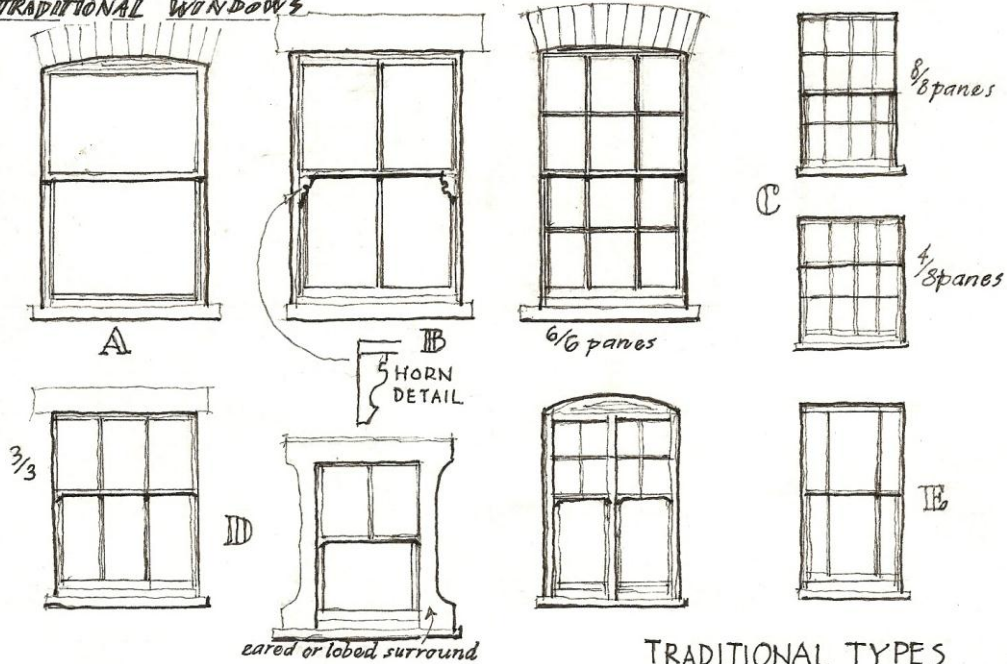 TRADITIONAL WINDOWS
8/8 panes
C
4/8 panes
A
B
6/6 panes
HORN
DETAIL
3/3
D
E
eared or lobed surround
TRADITIONAL TYPES